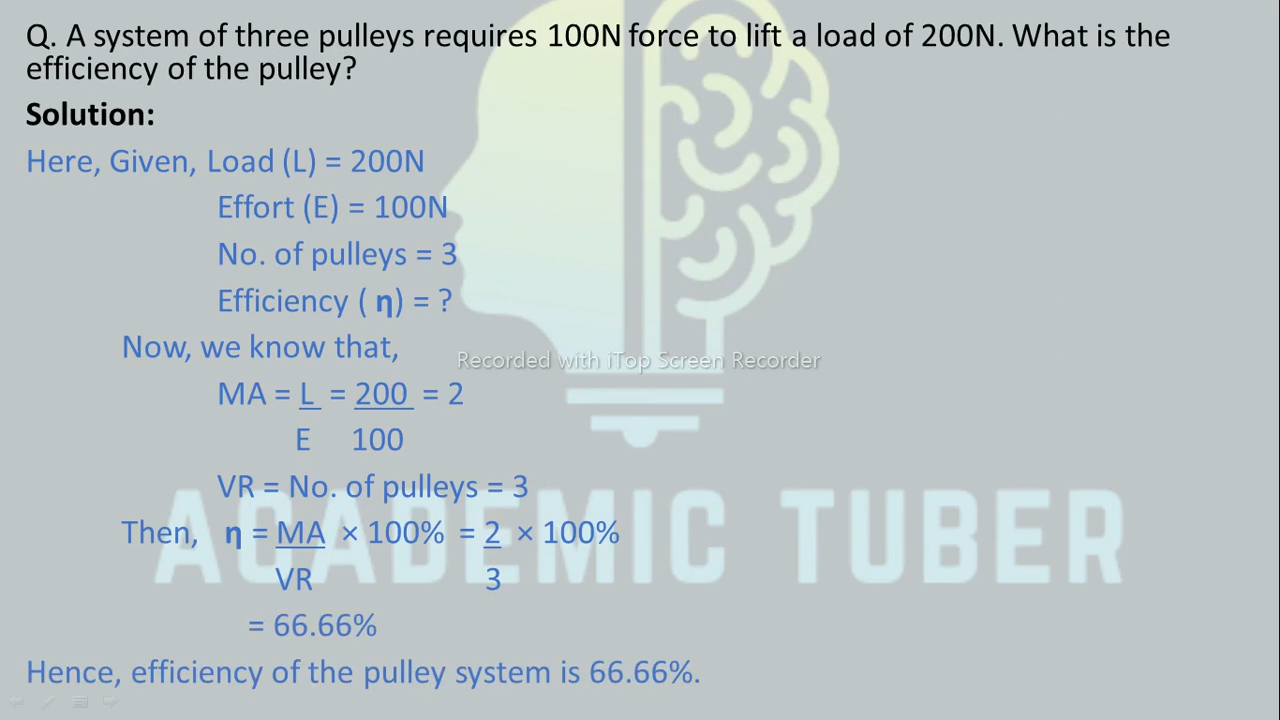 Q. A system of three pulleys requires 100N force to lift a load of 200N. What is the
efficiency of the pulley?
Solution:
Here, Given, Load (L) = 200N
Effort (E) = 100N
No. of pulleys = 3
Efficiency ( η) = ?
Now, we know that,
Recorded with iTop Screen Recorder
MA = L = 200 = 2
E 100
VR = No. of pulleys = 3
ACADEMIC TUBER
Then, η = MA × 100% = 2 × 100%
VR 3
= 66.66%
Hence, efficiency of the pulley system is 66.66%.